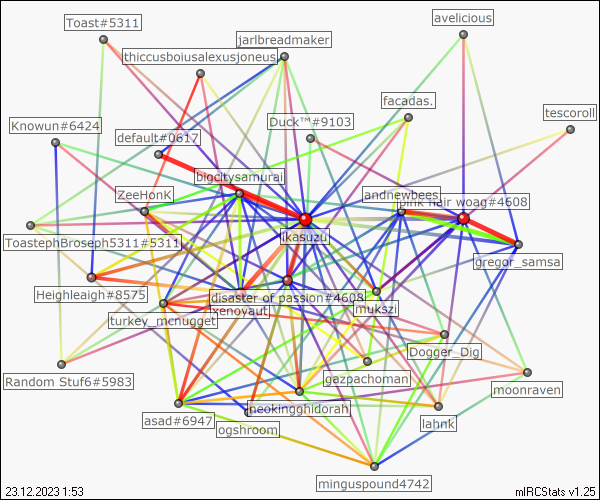 Toast#5311
avelicious
jarlbreadmaker
thiccusboiusalexusjoneus
facadas.
tescoroll
Knowun#6424
Duck™#9103
default#0617
bigcitysamurai
ZeeHonK
andnewbees
hair woag#4608
ikasuzu
ToastephBroseph5311#5311
gregor_samsa
Heighleaigh#8575
disaster of passion#4608
mukszi
xenoyaut
turkey_mcnugget
Dogger_Dig
Random Stuf6#5983
gazpachoman
moonraven
neokingghidorah
asad#6947
ogshroom
lahnk
minguspound4742
23.12.2023 1:53
mIRCStats v1.25